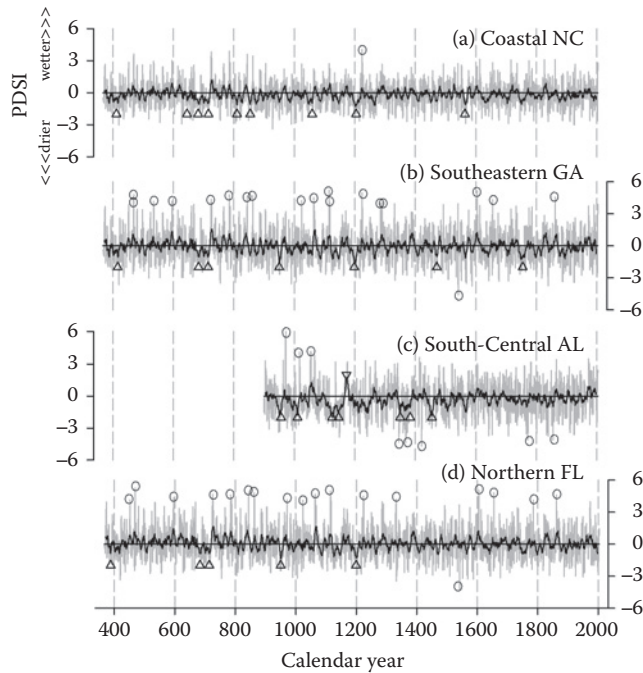 6
3
0
−3
−6
PDSI
<<<drier
wetter>>>
(a) Coastal NC
(b) Southeastern GA
6
3
0
−3
−6
6
3
0
−3
−6
(c) South-Central AL
(d) Northern FL
6
3
0
−3
−6
400 600 800 1000 1200 1400 1600 1800 2000
Calendar year